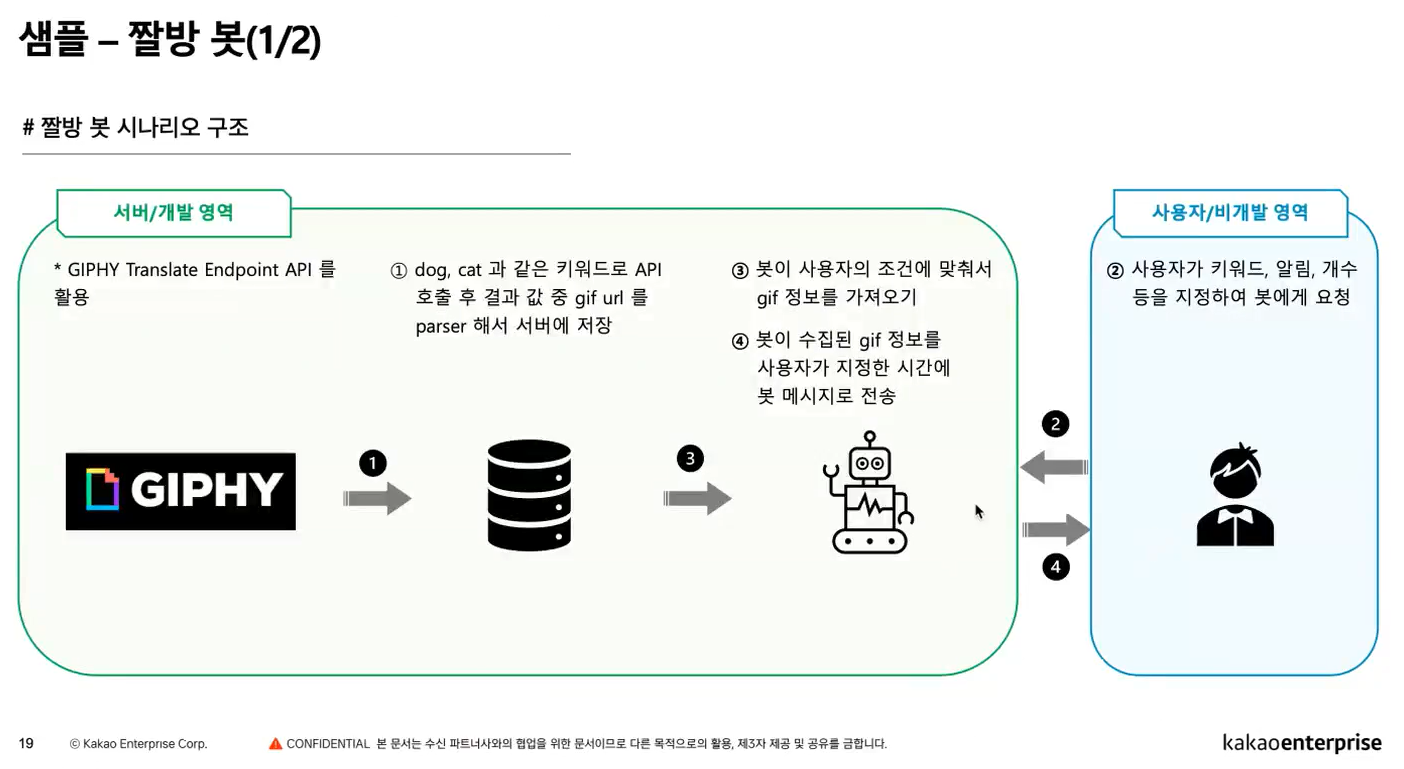 샘플 – 짤방 봇(1/2)
# 짤방 봇 시나리오 구조
서버/개발 영역
* GIPHY Translate Endpoint API 를
활용
① dog, cat 과 같은 키워드로 API
호출 후 결과 값 중 gif url 를
parser 해서 서버에 저장
③ 봇이 사용자의 조건에 맞춰서
gif 정보를 가져오기
④ 봇이 수집된 gif 정보를
사용자가 지정한 시간에
봇 메시지로 전송
GIPHY
1
3
2
4
사용자/비개발 영역
② 사용자가 키워드, 알림, 개수
등을 지정하여 봇에게 요청
19
© Kakao Enterprise Corp.
CONFIDENTIAL 본 문서는 수신 파트너사와의 협업을 위한 문서이므로 다른 목적으로의 활용, 제3자 제공 및 공유를 금합니다.
kakaoenterprise